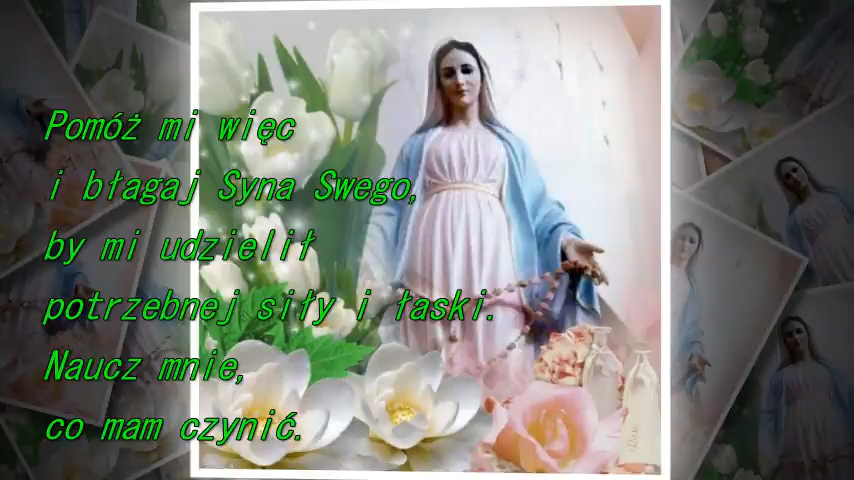 Pomóż mi więc
i błagaj Syna Swego,
by mi udzielił
potrzebnej siły i łaski.
Naucz mnie,
co mam czynić.